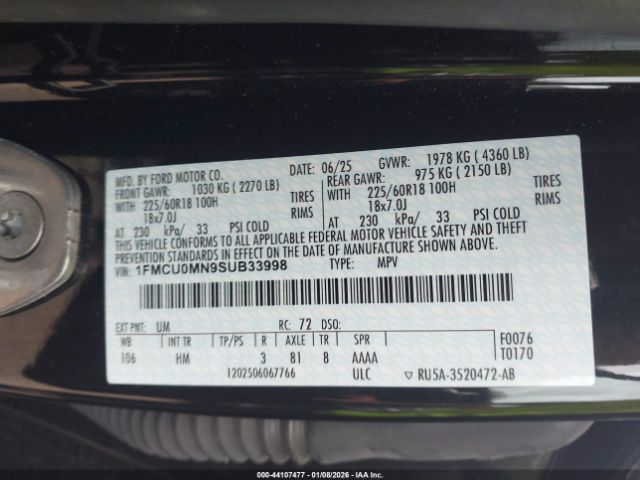 MFD. BY FORD MOTOR CO. DATE: 06/25 GVWR: 1978 KG ( 4360 LB)
FRONT GAWR: 1030 KG ( 2270 LB) REAR GAWR: 975 KG ( 2150 LB)
WITH 225/60R18 100H TIRES WITH 225/60R18 100H TIRES
18x7.0J RIMS 18x7.0J RIMS
AT 230 kPa/ 33 PSI COLD AT 230 kPa/ 33 PSI COLD
THIS VEHICLE CONFORMS TO ALL APPLICABLE FEDERAL MOTOR VEHICLE SAFETY AND THEFT
PREVENTION STANDARDS IN EFFECT ON THE DATE OF MANUFACTURE SHOWN ABOVE.
VIN: 1FMCU0MN9SUB33998 TYPE: MPV
EXT PNT: UM RC: 72 DSO: F0076
WB INT TR TP/PS R AXLE TR SPR T0170
106 HM 3 81 8 AAAA
1202506067766 ULC ▽ RU5A-3520472-AB
000-44107477 - 01/08/2026 - IAAI Inc.